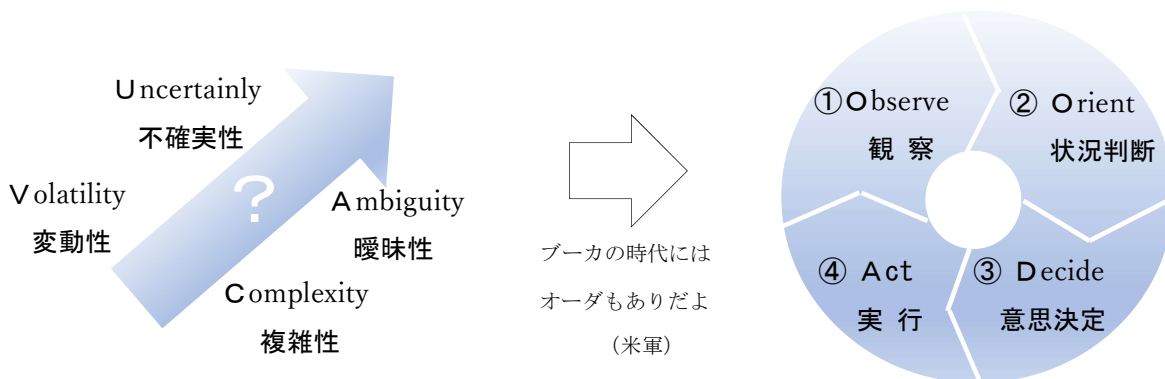 Uncertainly
不確実性
Volatility
変動性
?
Ambiguity
曖昧性
Complexity
複雑性
ブーカの時代には
オーダもありだよ
（米軍）
①Observe
観 察
② Orient
状況判断
③ Decide
意思決定
④ Act
実 行